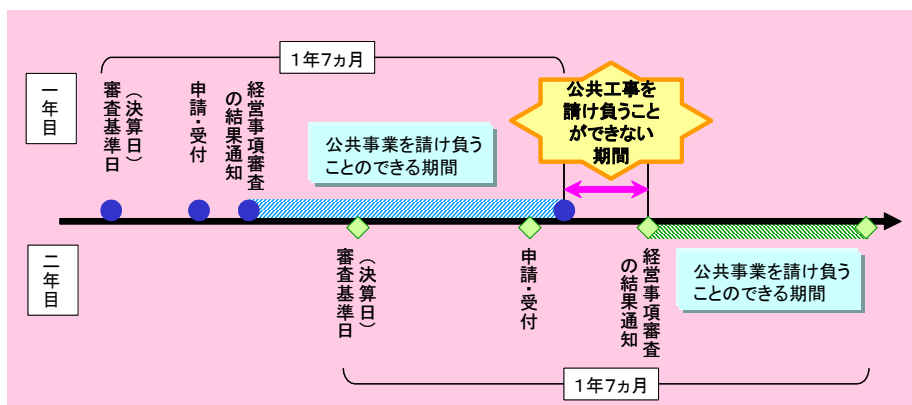 1年7ヵ月
一年目
審査基準日
（決算日）
申請・受付
経営事項審査
の結果通知
公共事業を請け負う
ことのできる期間
公共工事を
請け負うこと
ができない
期間
二年目
審査基準日
（決算日）
申請・受付
経営事項審査
の結果通知
公共事業を請け負う
ことのできる期間
1年7ヵ月